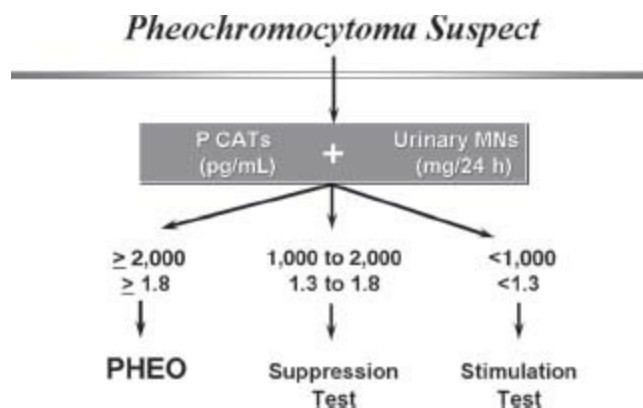 Pheochromocytoma Suspect
P CATs + Urinary MNs
(pg/mL) (mg/24 h)
≥ 2,000 1,000 to 2,000 <1,000
≥ 1.8 1.3 to 1.8 <1.3
PHEO Suppression Stimulation
Test Test